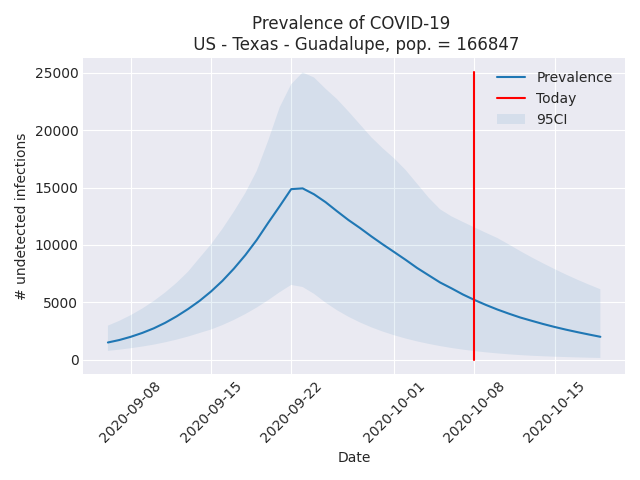 Prevalence of COVID-19
US - Texas - Guadalupe, pop. = 166847
# undetected infections
25000
20000
15000
10000
5000
0
Prevalence
Today
95CI
2020-09-08
2020-09-15
2020-09-22
2020-10-01
2020-10-08
2020-10-15
Date